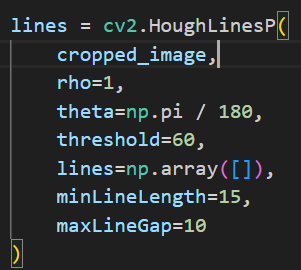 lines = cv2.HoughLinesP(
    cropped_image,
    rho=1,
    theta=np.pi / 180,
    threshold=60,
    lines=np.array([]),
    minLineLength=15,
    maxLineGap=10
)